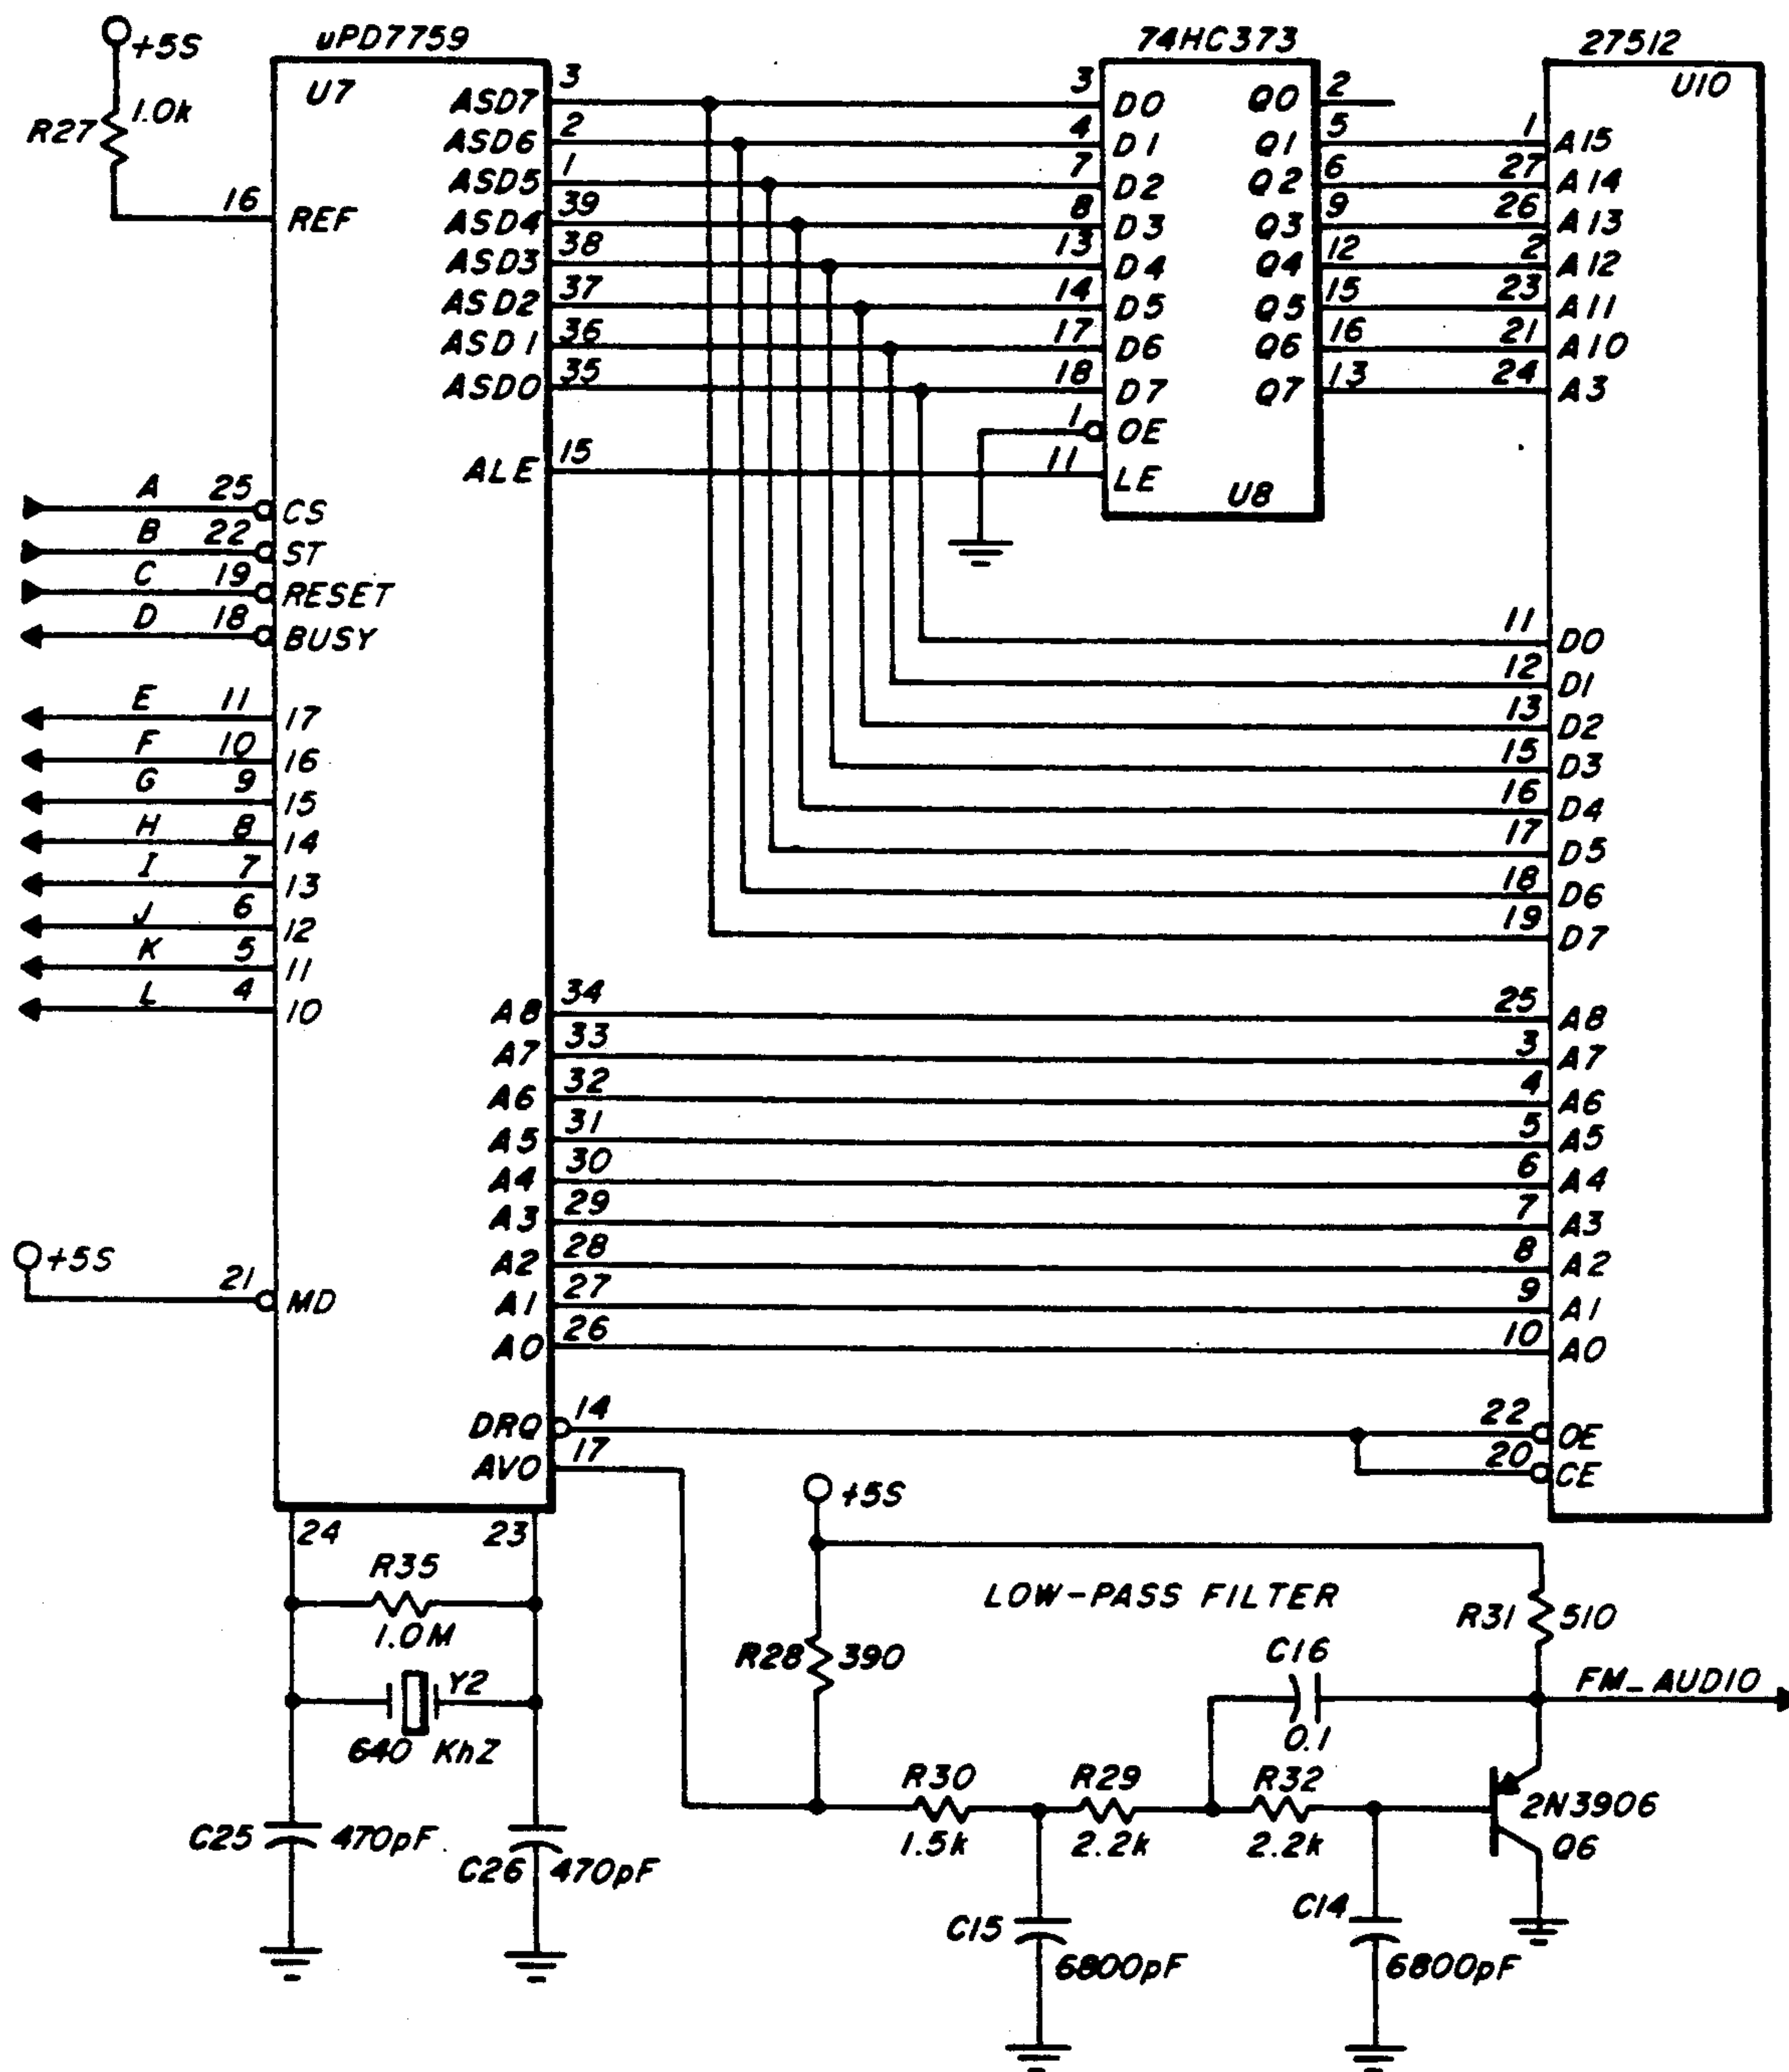 +5S
R27 1.0k
uPD7759
U7
16 REF
ASD7 3
ASD6 2
ASD5 1
ASD4 39
ASD3 38
ASD2 37
ASD1 36
ASD0 35
ALE 15
A 25 CS
B 22 ST
C 19 RESET
D 18 BUSY
E 11 17
F 10 16
G 9 15
H 8 14
I 7 13
J 6 12
K 5 11
L 4 10
+5S
21 MD
A8 34
A7 33
A6 32
A5 31
A4 30
A3 29
A2 28
A1 27
A0 26
DRQ 14
AVO 17
24 23
74HC373
3 D0 Q0 2
4 D1 Q1 5
7 D2 Q2 6
8 D3 Q3 9
13 D4 Q4 12
14 D5 Q5 15
17 D6 Q6 16
18 D7 Q7 13
1 OE
11 LE
U8
27512
U10
1 A15
27 A14
26 A13
2 A12
23 A11
21 A10
24 A3
11 D0
12 D1
13 D2
15 D3
16 D4
17 D5
18 D6
19 D7
25 A8
3 A7
4 A6
5 A5
6 A4
7 A3
8 A2
9 A1
10 A0
22 OE
20 CE
R35
1.0M
Y2
640 KhZ
C25 470pF
C26 470pF
+5S
LOW-PASS FILTER
R28 390
R31 510
C16
0.1
FM_AUDIO
R30
1.5k
R29
2.2k
R32
2.2k
2N3906
Q6
C15
6800pF
C14
6800pF